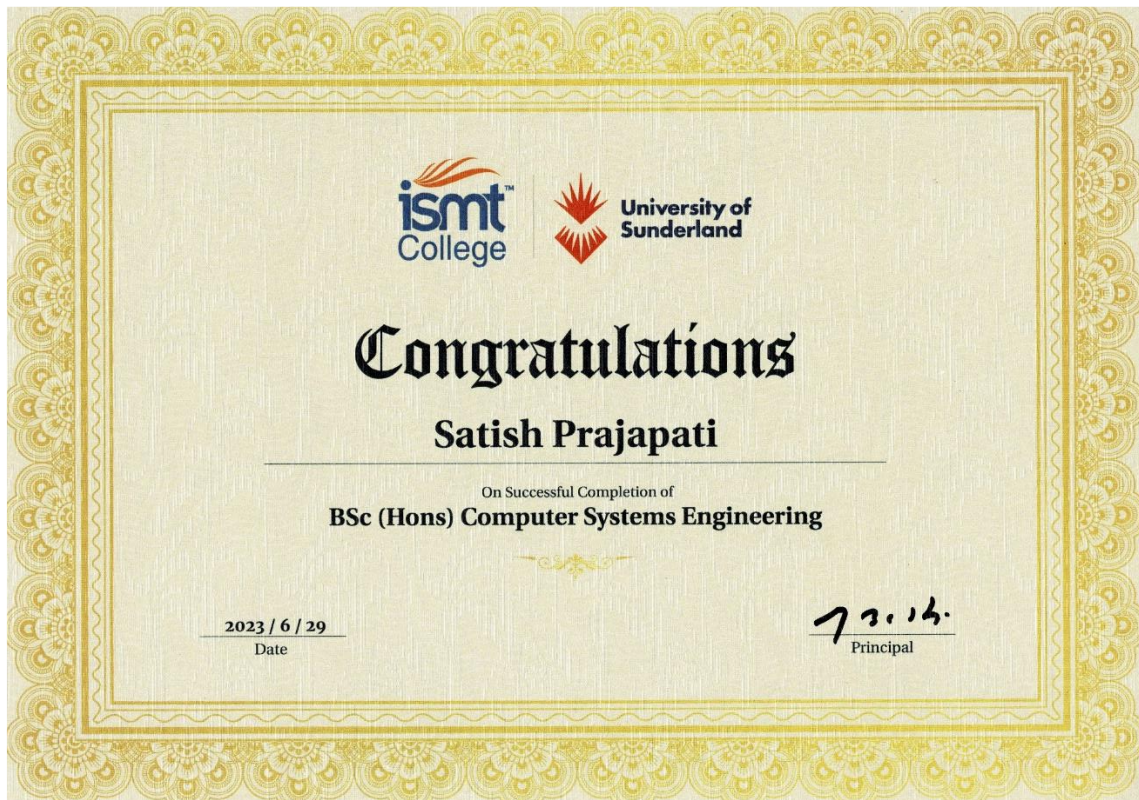 ismt™
College
University of
Sunderland
Congratulations
Satish Prajapati
On Successful Completion of
BSc (Hons) Computer Systems Engineering
2023 / 6 / 29
Date
Principal